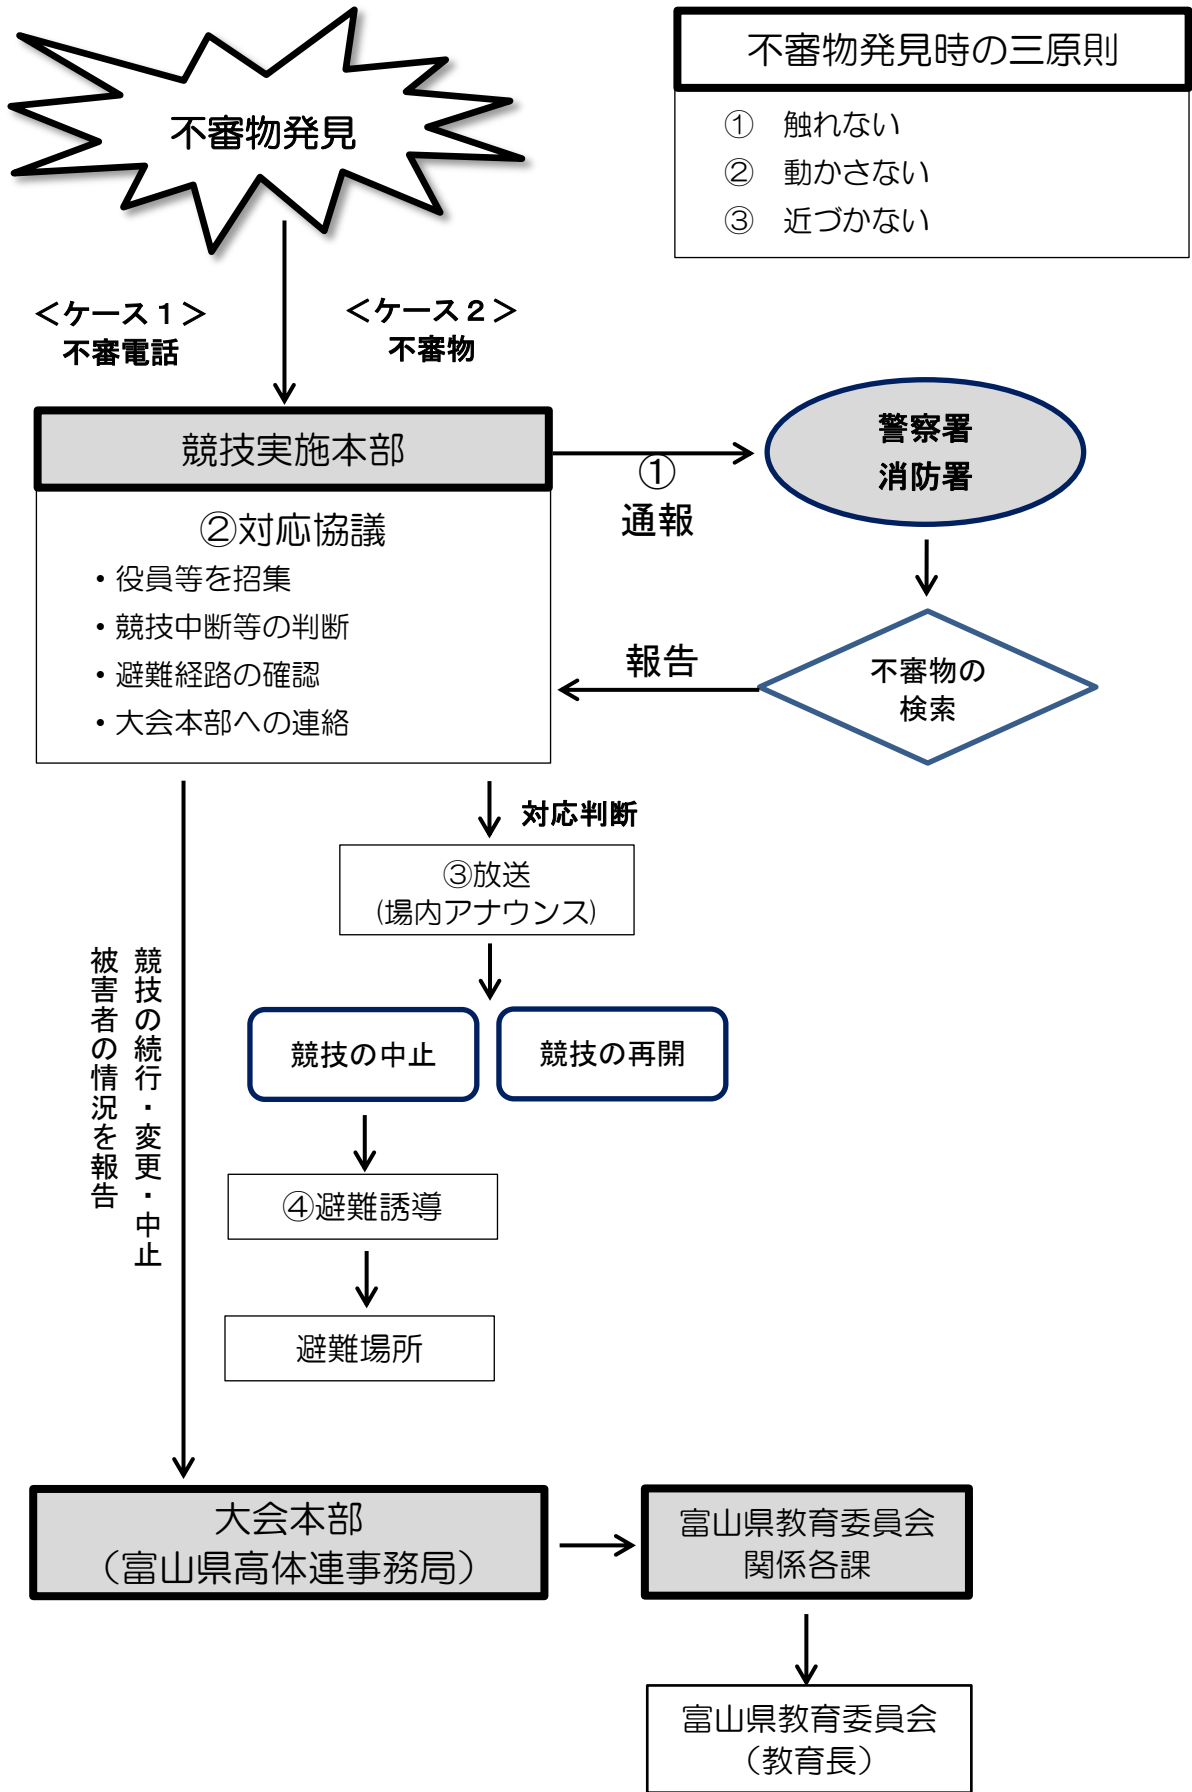 不審物発見
不審物発見時の三原則
① 触れない
② 動かさない
③ 近づかない
＜ケース１＞
不審電話
＜ケース２＞
不審物
競技実施本部
①
通報
警察署
消防署
②対応協議
・役員等を招集
・競技中断等の判断
・避難経路の確認
・大会本部への連絡
報告
不審物の
検索
対応判断
③放送
(場内アナウンス)
競技の中止
競技の再開
④避難誘導
避難場所
競技の続行・変更・中止
被害者の情況を報告
大会本部
（富山県高体連事務局）
富山県教育委員会
関係各課
富山県教育委員会
（教育長）